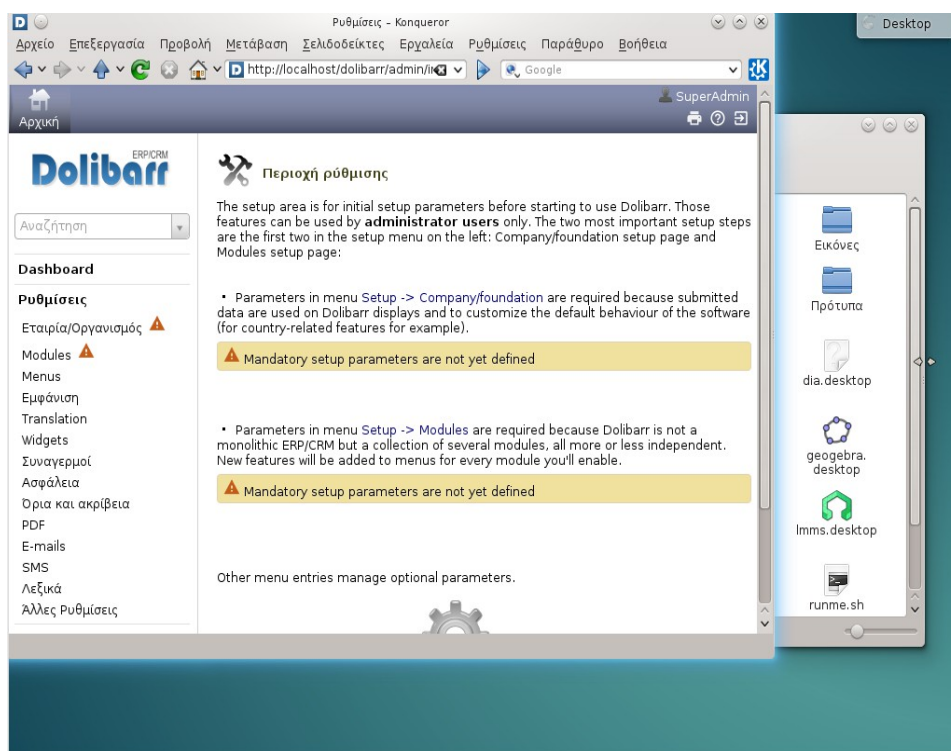 Ρυθμίσεις – Konqueror
Αρχείο Επεξεργασία Προβολή Μετάβαση Σελιδοδείκτες Εργαλεία Ρυθμίσεις Παράθυρο Βοήθεια
http://localhost/dolibarr/admin/in
Google
SuperAdmin
Αρχική
Dolibarr ERP/CRM
Αναζήτηση
Dashboard
Ρυθμίσεις
Εταιρία/Οργανισμός
Modules
Menus
Εμφάνιση
Translation
Widgets
Συναγερμοί
Ασφάλεια
Όρια και ακρίβεια
PDF
E-mails
SMS
Λεξικά
Άλλες Ρυθμίσεις
Περιοχή ρύθμισης
The setup area is for initial setup parameters before starting to use Dolibarr. Those
features can be used by administrator users only. The two most important setup steps
are the first two in the setup menu on the left: Company/foundation setup page and
Modules setup page:
• Parameters in menu Setup -> Company/foundation are required because submitted
data are used on Dolibarr displays and to customize the default behaviour of the software
(for country-related features for example).
Mandatory setup parameters are not yet defined
• Parameters in menu Setup -> Modules are required because Dolibarr is not a
monolithic ERP/CRM but a collection of several modules, all more or less independent.
New features will be added to menus for every module you'll enable.
Mandatory setup parameters are not yet defined
Other menu entries manage optional parameters.
Desktop
Εικόνες
Πρότυπα
dia.desktop
geogebra.
desktop
lmms.desktop
runme.sh